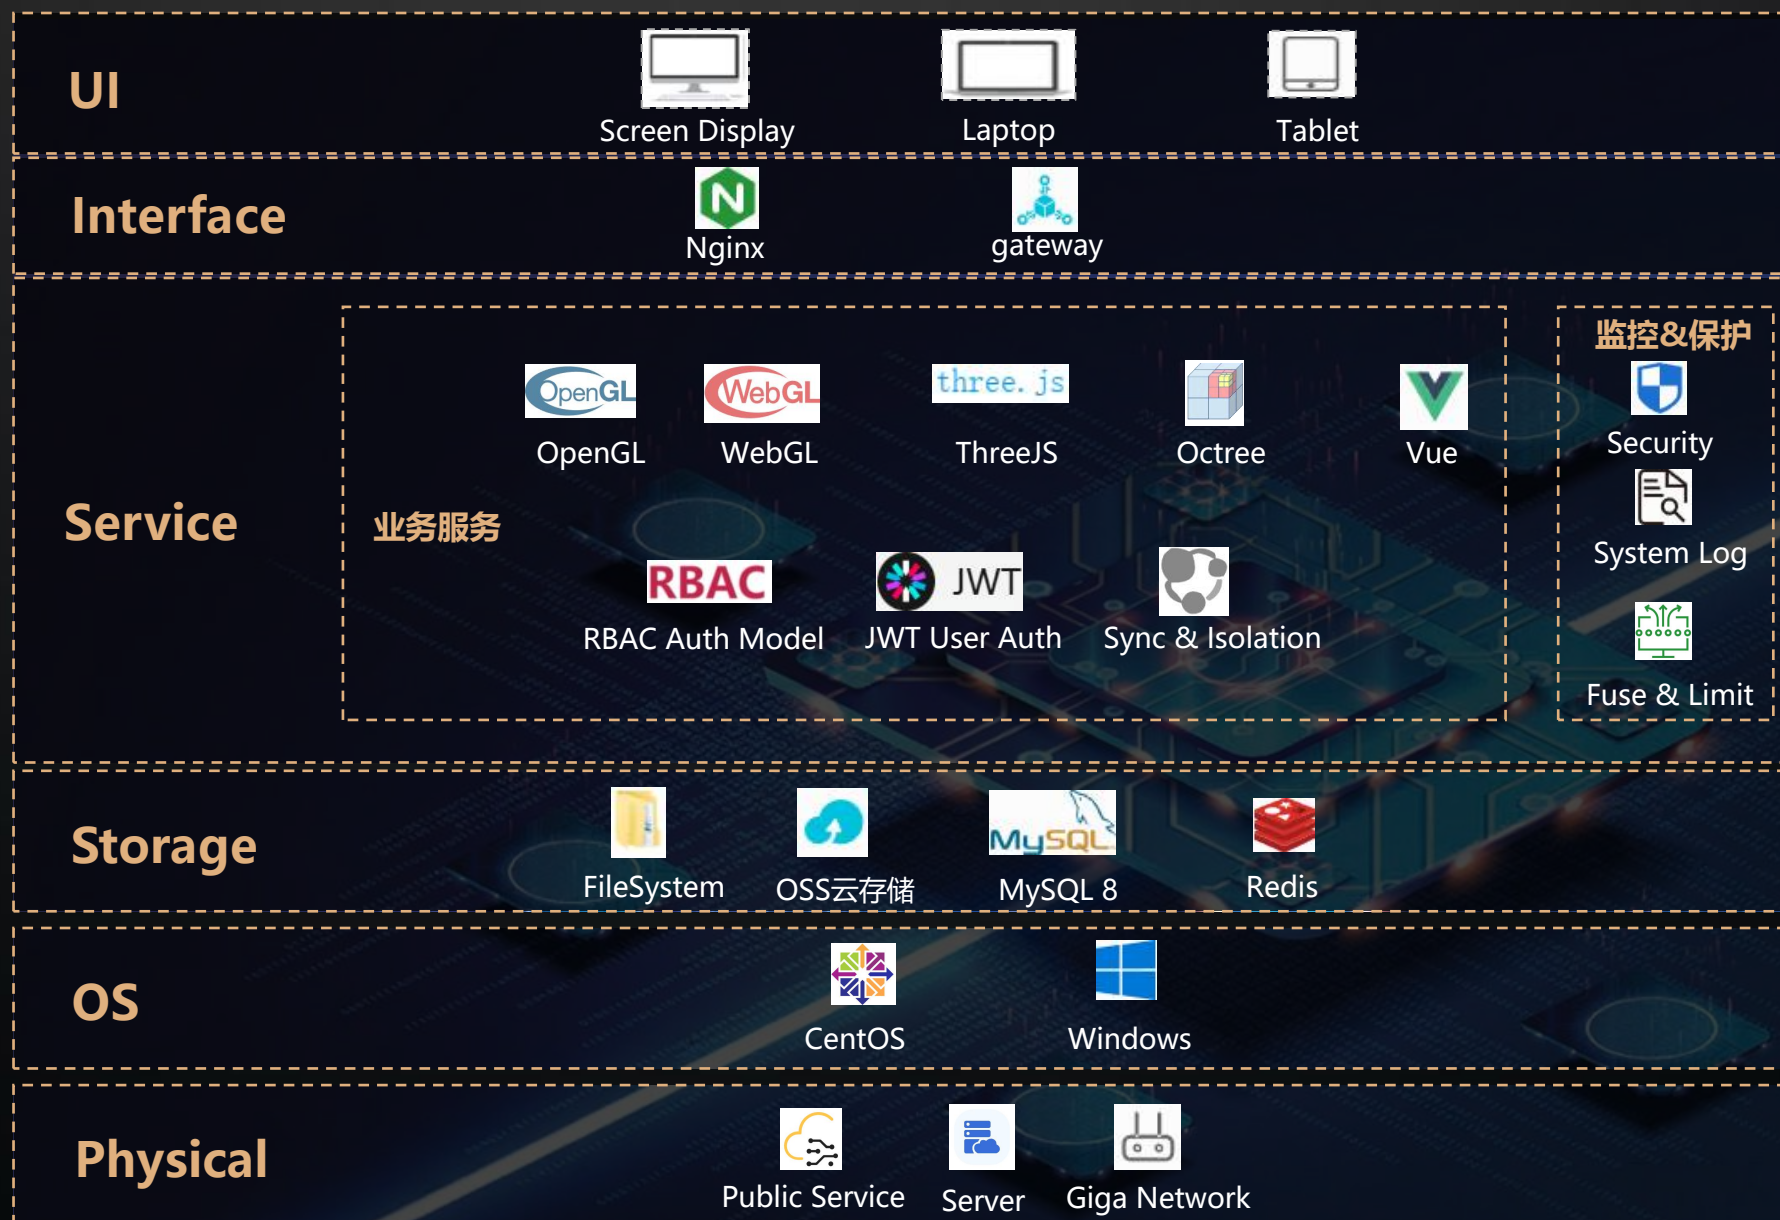 UI
Screen Display
Laptop
Tablet
Interface
N
Nginx
gateway
Service
业务服务
OpenGL
WebGL
three.js
OpenGL
WebGL
ThreeJS
Octree
Vue
RBAC
JWT
RBAC Auth Model
JWT User Auth
Sync & Isolation
监控&保护
Security
System Log
Fuse & Limit
Storage
MySQL
FileSystem
OSS云存储
MySQL 8
Redis
OS
CentOS
Windows
Physical
Public Service
Server
Giga Network